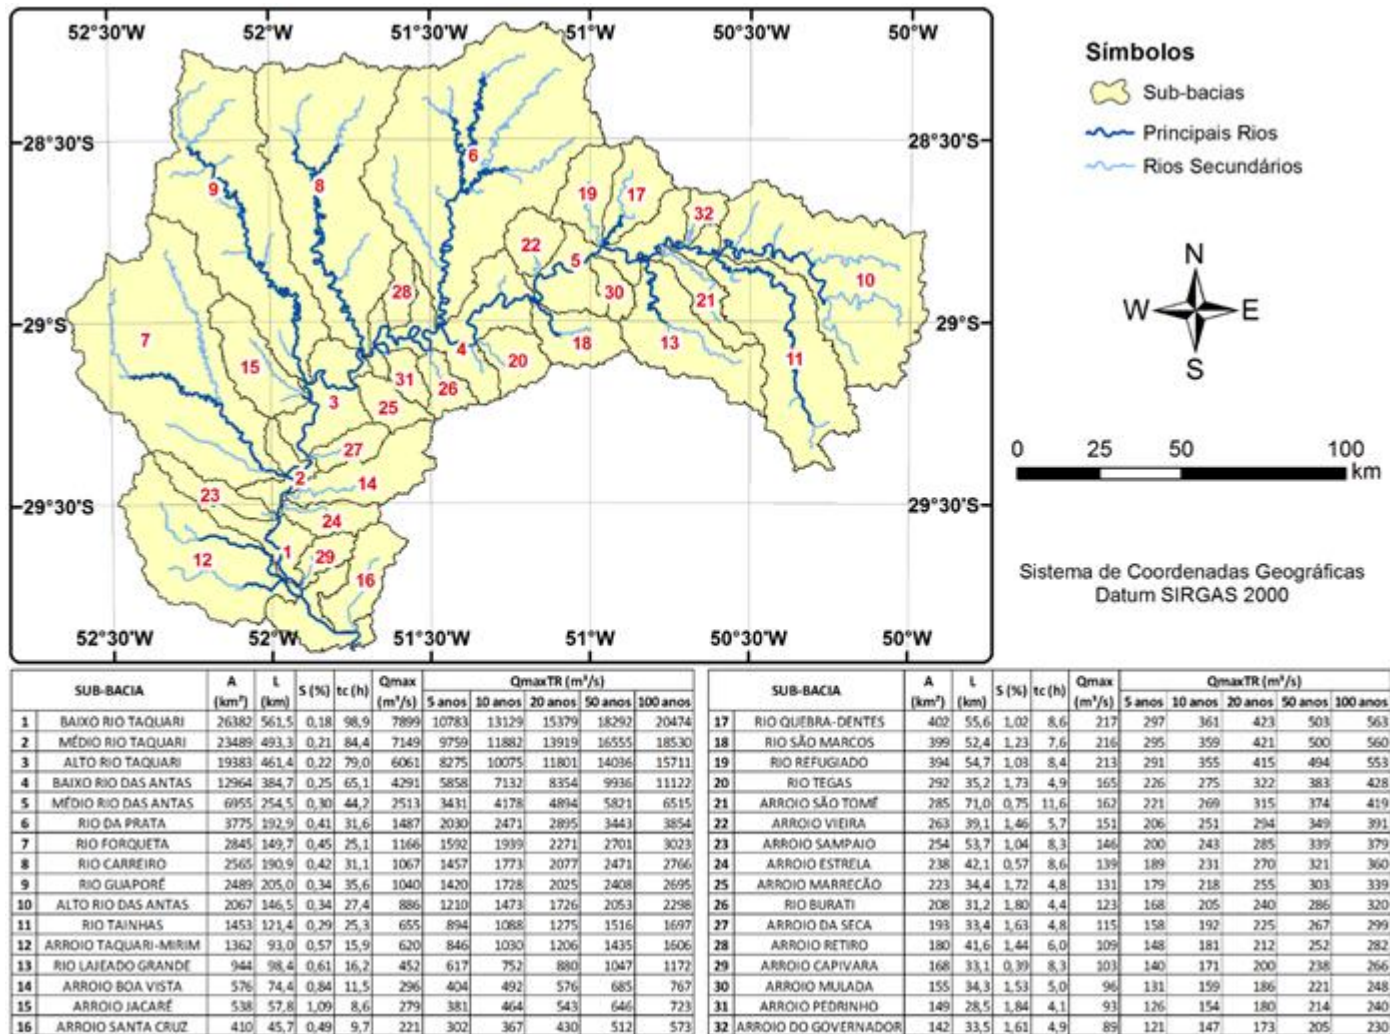 52°30'W 52°W 51°30'W 51°W 50°30'W 50°W
28°30'S 28°30'S
29°S 29°S
29°30'S 29°30'S
52°30'W 52°W 51°30'W 51°W 50°30'W 50°W
6
9 8 19 17 32
22 5 10
28 30 21
7 4 18 13
15 20 11
31 26
3 25
27
2 14
23
24
12 1 29
16
Símbolos
Sub-bacias
Principais Rios
Rios Secundários
N
W E
S
0 25 50 100
km
Sistema de Coordenadas Geográficas
Datum SIRGAS 2000
SUB-BACIA A (km²) L (km) S (%) tc (h) Qmax (m³/s) QmaxTR (m³/s)
5 anos 10 anos 20 anos 50 anos 100 anos
1 BAIXO RIO TAQUARI 26382 561,5 0,18 98,9 7899 10783 13129 15379 18292 20474
2 MÉDIO RIO TAQUARI 23489 493,3 0,21 84,4 7149 9759 11882 13919 16555 18530
3 ALTO RIO TAQUARI 19383 461,4 0,22 79,0 6061 8275 10075 11801 14036 15711
4 BAIXO RIO DAS ANTAS 12964 384,7 0,25 65,1 4291 5858 7132 8354 9936 11122
5 MÉDIO RIO DAS ANTAS 6955 254,5 0,30 44,2 2513 3431 4178 4894 5821 6515
6 RIO DA PRATA 3775 192,9 0,41 31,6 1487 2030 2471 2895 3443 3854
7 RIO FORQUETA 2845 149,7 0,45 25,1 1166 1592 1939 2271 2701 3023
8 RIO CARREIRO 2565 190,9 0,42 31,1 1067 1457 1773 2077 2471 2766
9 RIO GUAPORÉ 2489 205,0 0,34 35,6 1040 1420 1728 2025 2408 2695
10 ALTO RIO DAS ANTAS 2067 146,5 0,34 27,4 886 1210 1473 1726 2053 2298
11 RIO TAINHAS 1453 121,4 0,29 25,3 655 894 1088 1275 1516 1697
12 ARROIO TAQUARI-MIRIM 1362 93,0 0,57 15,9 620 846 1030 1206 1435 1606
13 RIO LAJEADO GRANDE 944 98,4 0,61 16,2 452 617 752 880 1047 1172
14 ARROIO BOA VISTA 576 74,4 0,84 11,5 296 404 492 576 685 767
15 ARROIO JACARÉ 538 57,8 1,09 8,6 279 381 464 543 646 723
16 ARROIO SANTA CRUZ 410 45,7 0,49 9,7 221 302 367 430 512 573
SUB-BACIA A (km²) L (km) S (%) tc (h) Qmax (m³/s) QmaxTR (m³/s)
5 anos 10 anos 20 anos 50 anos 100 anos
17 RIO QUEBRA-DENTES 402 55,6 1,02 8,6 217 297 361 423 503 563
18 RIO SÃO MARCOS 399 52,4 1,23 7,6 216 295 359 421 500 560
19 RIO REFUGIADO 394 54,7 1,03 8,4 213 291 355 415 494 553
20 RIO TEGAS 292 35,2 1,73 4,9 165 226 275 322 383 428
21 ARROIO SÃO TOMÉ 285 71,0 0,75 11,6 162 221 269 315 374 419
22 ARROIO VIEIRA 263 39,1 1,46 5,7 151 206 251 294 349 391
23 ARROIO SAMPAIO 254 53,7 1,04 8,3 146 200 243 285 339 379
24 ARROIO ESTRELA 238 42,1 0,57 8,6 139 189 231 270 321 360
25 ARROIO MARRECÃO 223 34,4 1,72 4,8 131 179 218 255 303 339
26 RIO BURATI 208 31,2 1,80 4,4 123 168 205 240 286 320
27 ARROIO DA SECA 193 33,4 1,63 4,8 115 158 192 225 267 299
28 ARROIO RETIRO 180 41,6 1,44 6,0 109 148 181 212 252 282
29 ARROIO CAPIVARA 168 33,1 0,39 8,3 103 140 171 200 238 266
30 ARROIO MULADA 155 34,3 1,53 5,0 96 131 159 186 221 248
31 ARROIO PEDRINHO 149 28,5 1,84 4,1 93 126 154 180 214 240
32 ARROIO DO GOVERNADOR 142 33,5 1,61 4,9 89 121 147 173 205 230